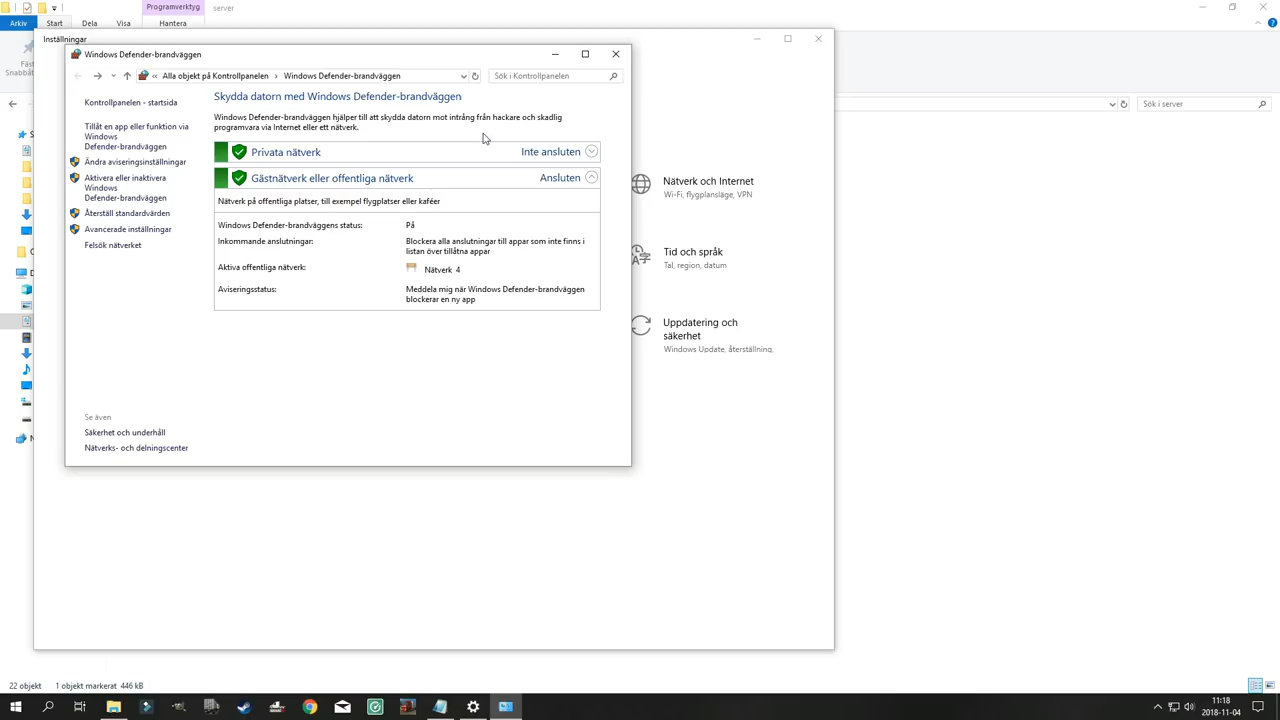 Programverktyg
server
Arkiv
Start
Dela
Visa
Hantera
Inställningar
Windows Defender-brandväggen
Alla objekt på Kontrollpanelen
Windows Defender-brandväggen
Sök i Kontrollpanelen
Sök i server
Kontrollpanelen - startsida
Tillåt en app eller funktion via
Windows
Defender-brandväggen
Ändra aviseringsinställningar
Aktivera eller inaktivera
Windows
Defender-brandväggen
Återställ standardvärden
Avancerade inställningar
Felsök nätverket
Skydda datorn med Windows Defender-brandväggen
Windows Defender-brandväggen hjälper till att skydda datorn mot intrång från hackare och skadlig
programvara via Internet eller ett nätverk.
Privata nätverk
Inte ansluten
Gästnätverk eller offentliga nätverk
Ansluten
Nätverk på offentliga platser, till exempel flygplatser eller kaféer
Windows Defender-brandväggens status:
På
Inkommande anslutningar:
Blockera alla anslutningar till appar som inte finns i
listan över tillåtna appar
Aktiva offentliga nätverk:
Nätverk 4
Aviseringsstatus:
Meddela mig när Windows Defender-brandväggen
blockerar en ny app
Se även
Säkerhet och underhåll
Nätverks- och delningscenter
Nätverk och Internet
Wi-Fi, flygplansläge, VPN
Tid och språk
Tal, region, datum
Uppdatering och
säkerhet
Windows Update, återställning,
22 objekt
1 objekt markerat 446 kB
11:18
2018-11-04